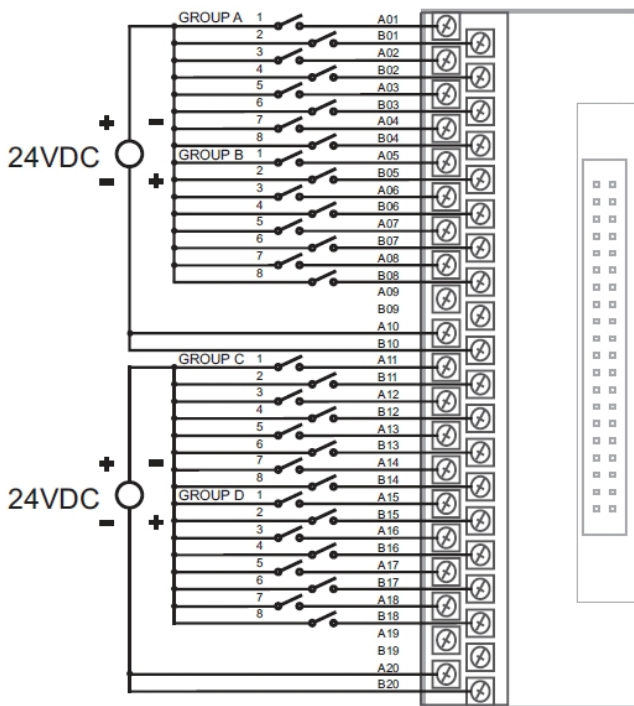 GROUP A 1 A01
2 B01
3 A02
4 B02
5 A03
6 B03
+ - 7 A04
8 B04
24VDC GROUP B 1 A05
- + 2 B05
3 A06
4 B06
5 A07
6 B07
7 A08
8 B08
A09
B09
A10
B10
GROUP C 1 A11
2 B11
3 A12
4 B12
5 A13
6 B13
+ - 7 A14
8 B14
24VDC GROUP D 1 A15
- + 2 B15
3 A16
4 B16
5 A17
6 B17
7 A18
8 B18
A19
B19
A20
B20